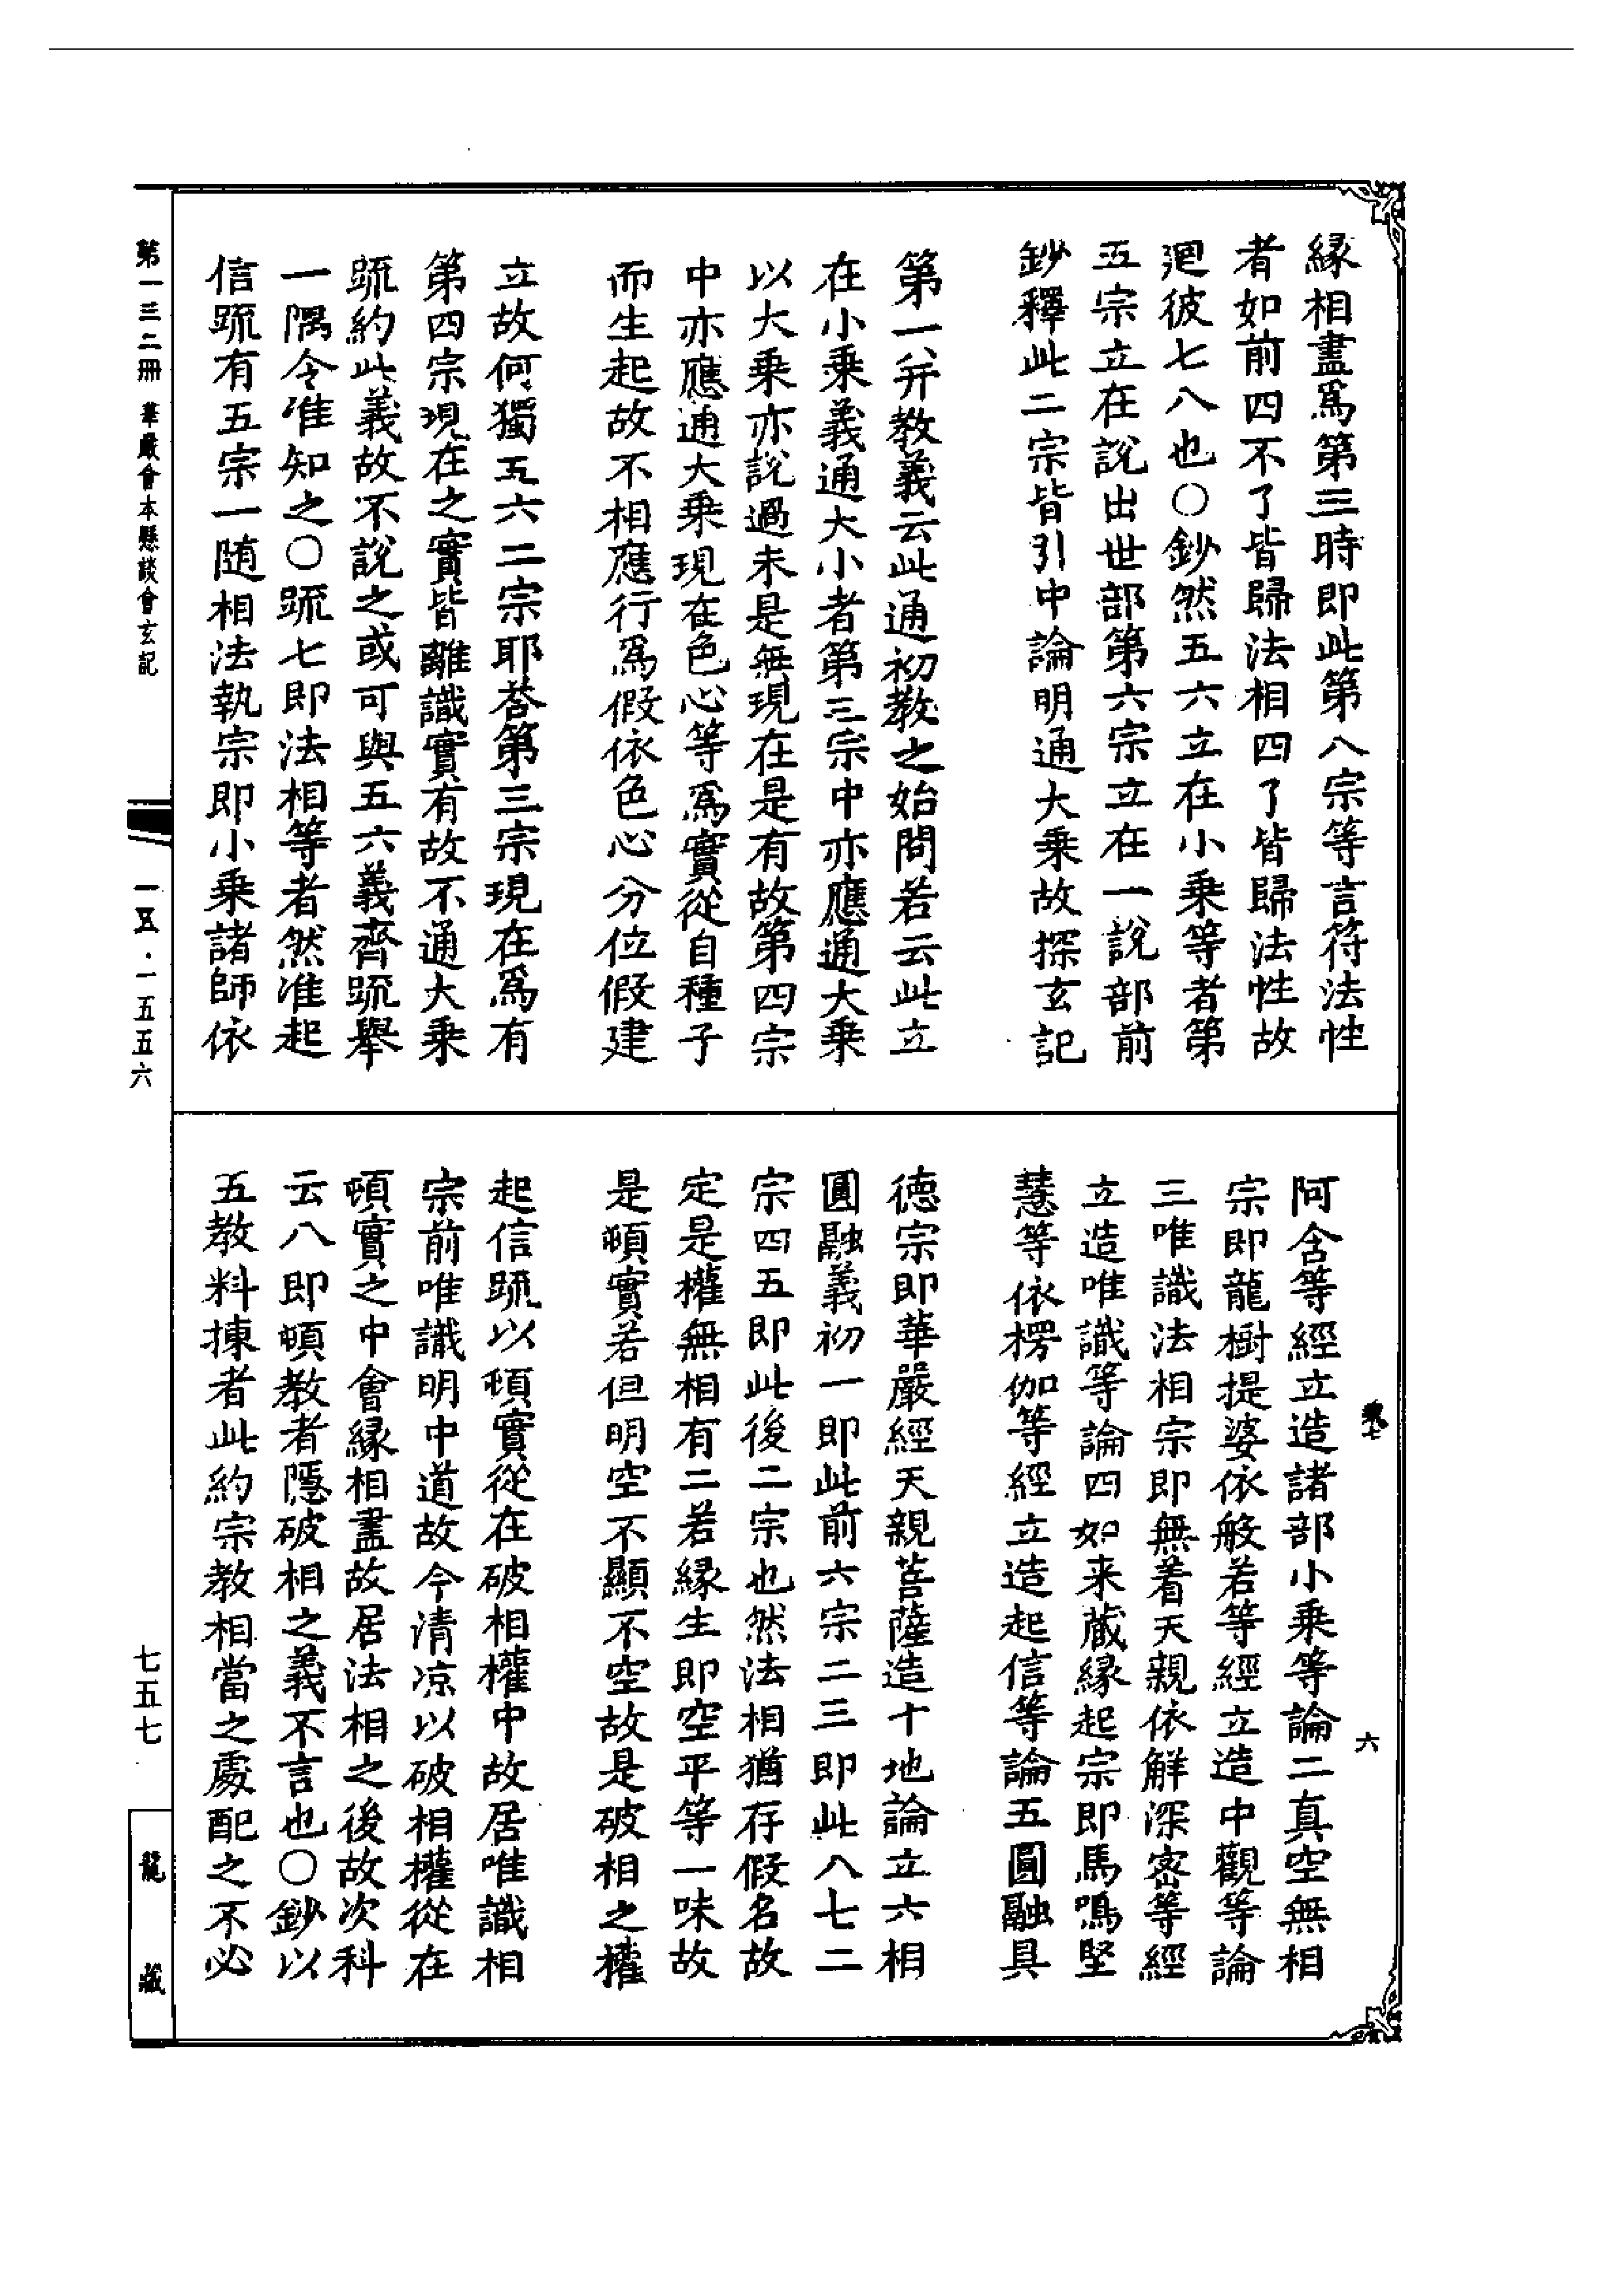 縁相盡爲第三時即此第八宗等言符法性
者如前四不了皆歸法相四了皆歸法性故
迴彼七八也○鈔然五六立在小乗等者第
五宗立在說出世部第六宗立在一說部前
鈔釋此二宗皆引中論明通大乗故探玄記
第一八并教義云此通初教之始問若云此立
在小乗義通大小者第三宗中亦應通大乗
以大乗亦說過未是無現在是有故第四宗
中亦應通大乗現在色心等爲實從自種子
而生起故不相應行爲假依色心分位假建
立故何獨五六二宗耶荅第三宗現在爲有
第四宗現在之實皆離識實有故不通大乗
䟽約此義故不說之或可與五六義齊䟽舉
一隅令准知之○䟽七即法相等者然准起
信䟽有五宗一随相法執宗即小乗諸師依
阿含等經立造諸部小乗等論二真空無相
宗即龍樹提婆依般若等經立造中觀等論
三唯識法相宗即無着天親依解深密等經
立造唯識等論四如来蔵縁起宗即馬鳴堅
慧等依楞伽等經立造起信等論五圓融具
德宗即華嚴經天親菩薩造十地論立六相
圓融義初一即此前六宗二三即此八七二
宗四五即此後二宗也然法相猶存假名故
定是權無相有二若縁生即空平等一味故
是頓實若但明空不顯不空故是破相之權
起信䟽以頓實從在破相權中故居唯識相
宗前唯識明中道故今清凉以破相權從在
頓實之中會縁相盡故居法相之後故次科
云八即頓教者隱破相之義不言也○鈔以
五教料揀者此約宗教相當之處配之不必
六
第一三二冊 華嚴會本懸談會玄記
一五五·一五五六
七五七
龍藏